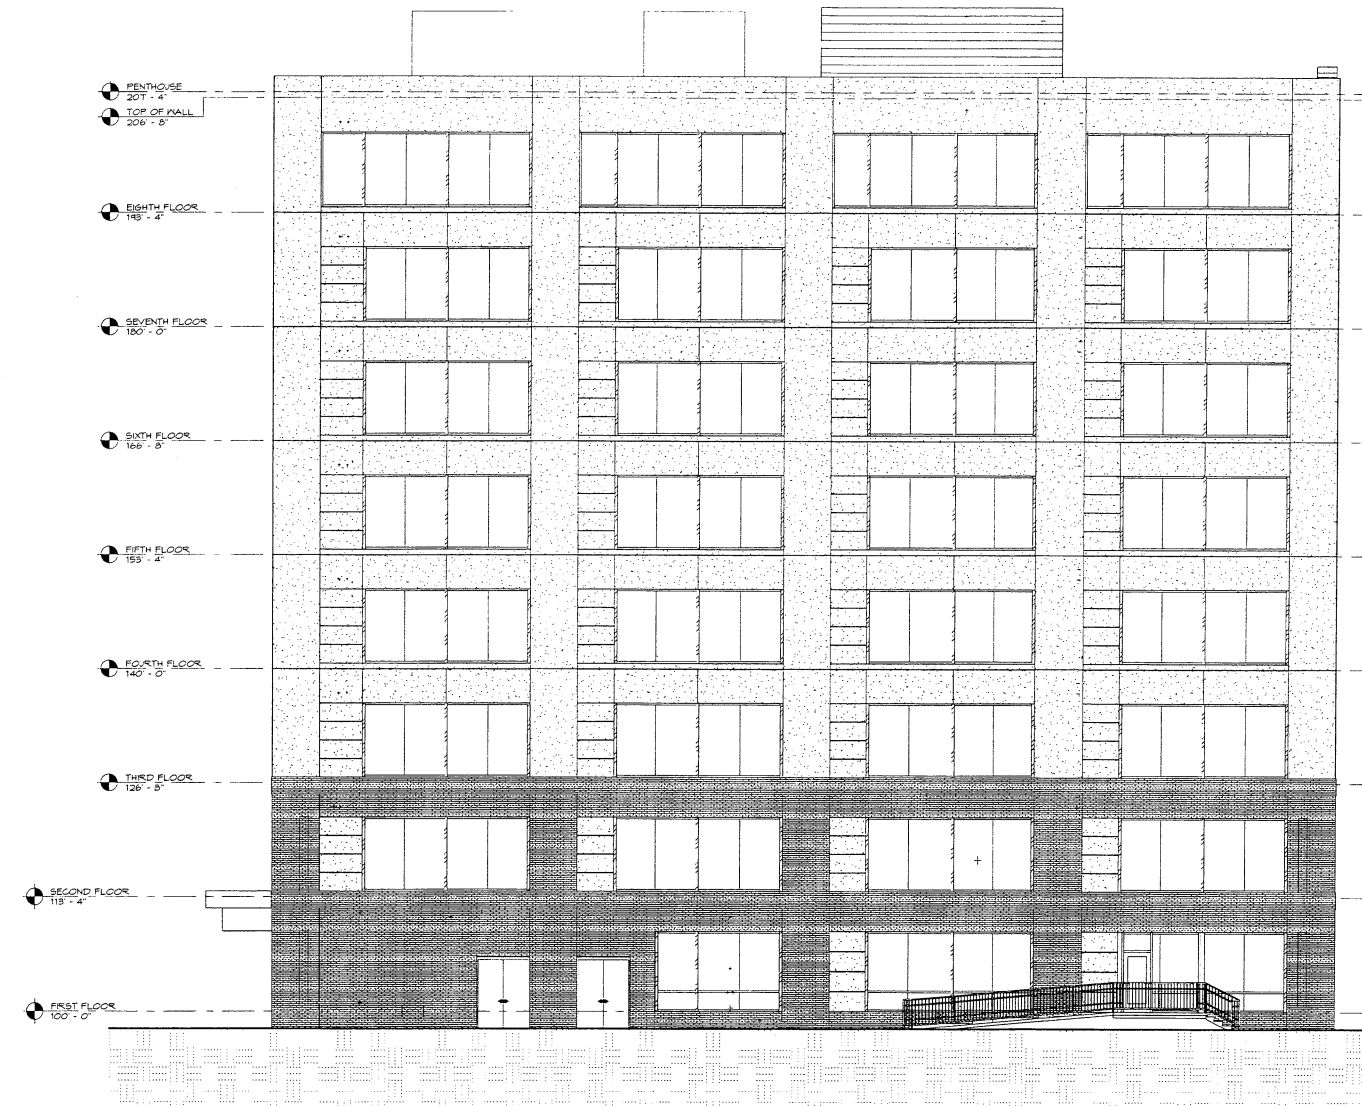 PENTHOUSE
207' - 4"
TOP OF WALL
206' - 8"
EIGHTH FLOOR
193' - 4"
SEVENTH FLOOR
180' - 0"
SIXTH FLOOR
166' - 8"
FIFTH FLOOR
153' - 4"
FOURTH FLOOR
140' - 0"
THIRD FLOOR
126' - 8"
SECOND FLOOR
113' - 4"
FIRST FLOOR
100' - 0"